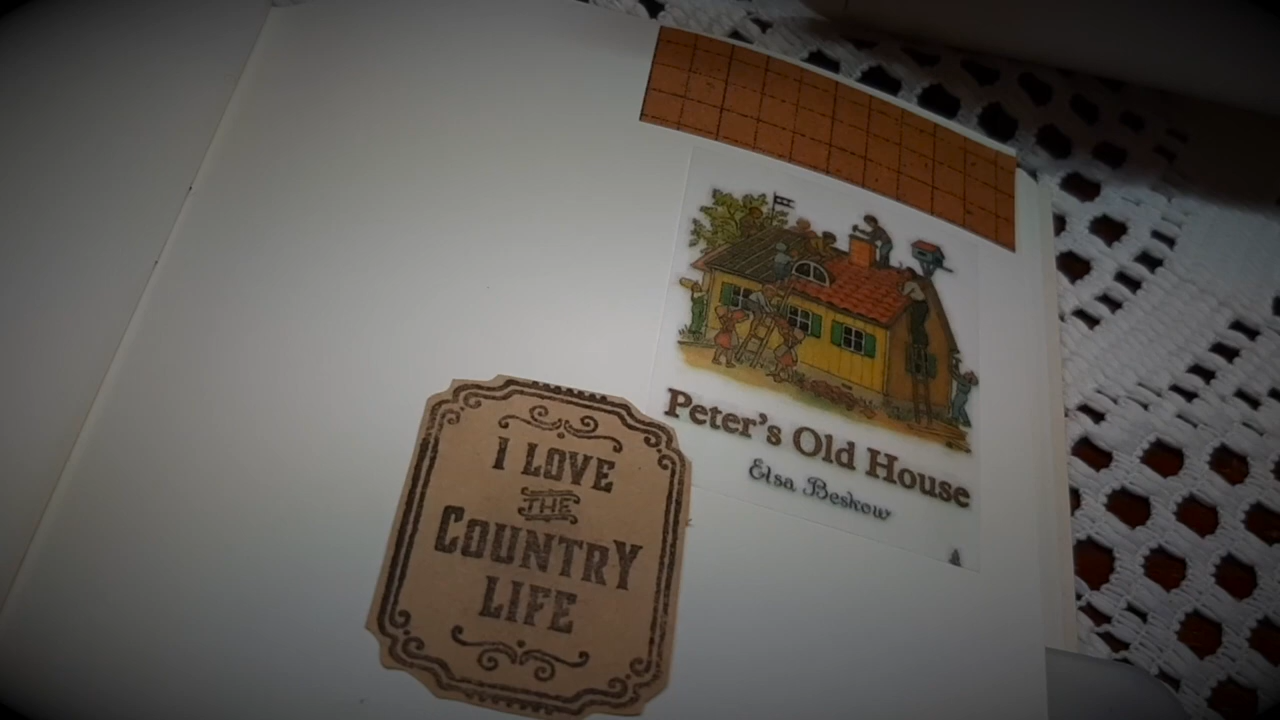 Peter's Old House
Elsa Beskow
I LOVE
THE
COUNTRY
LIFE